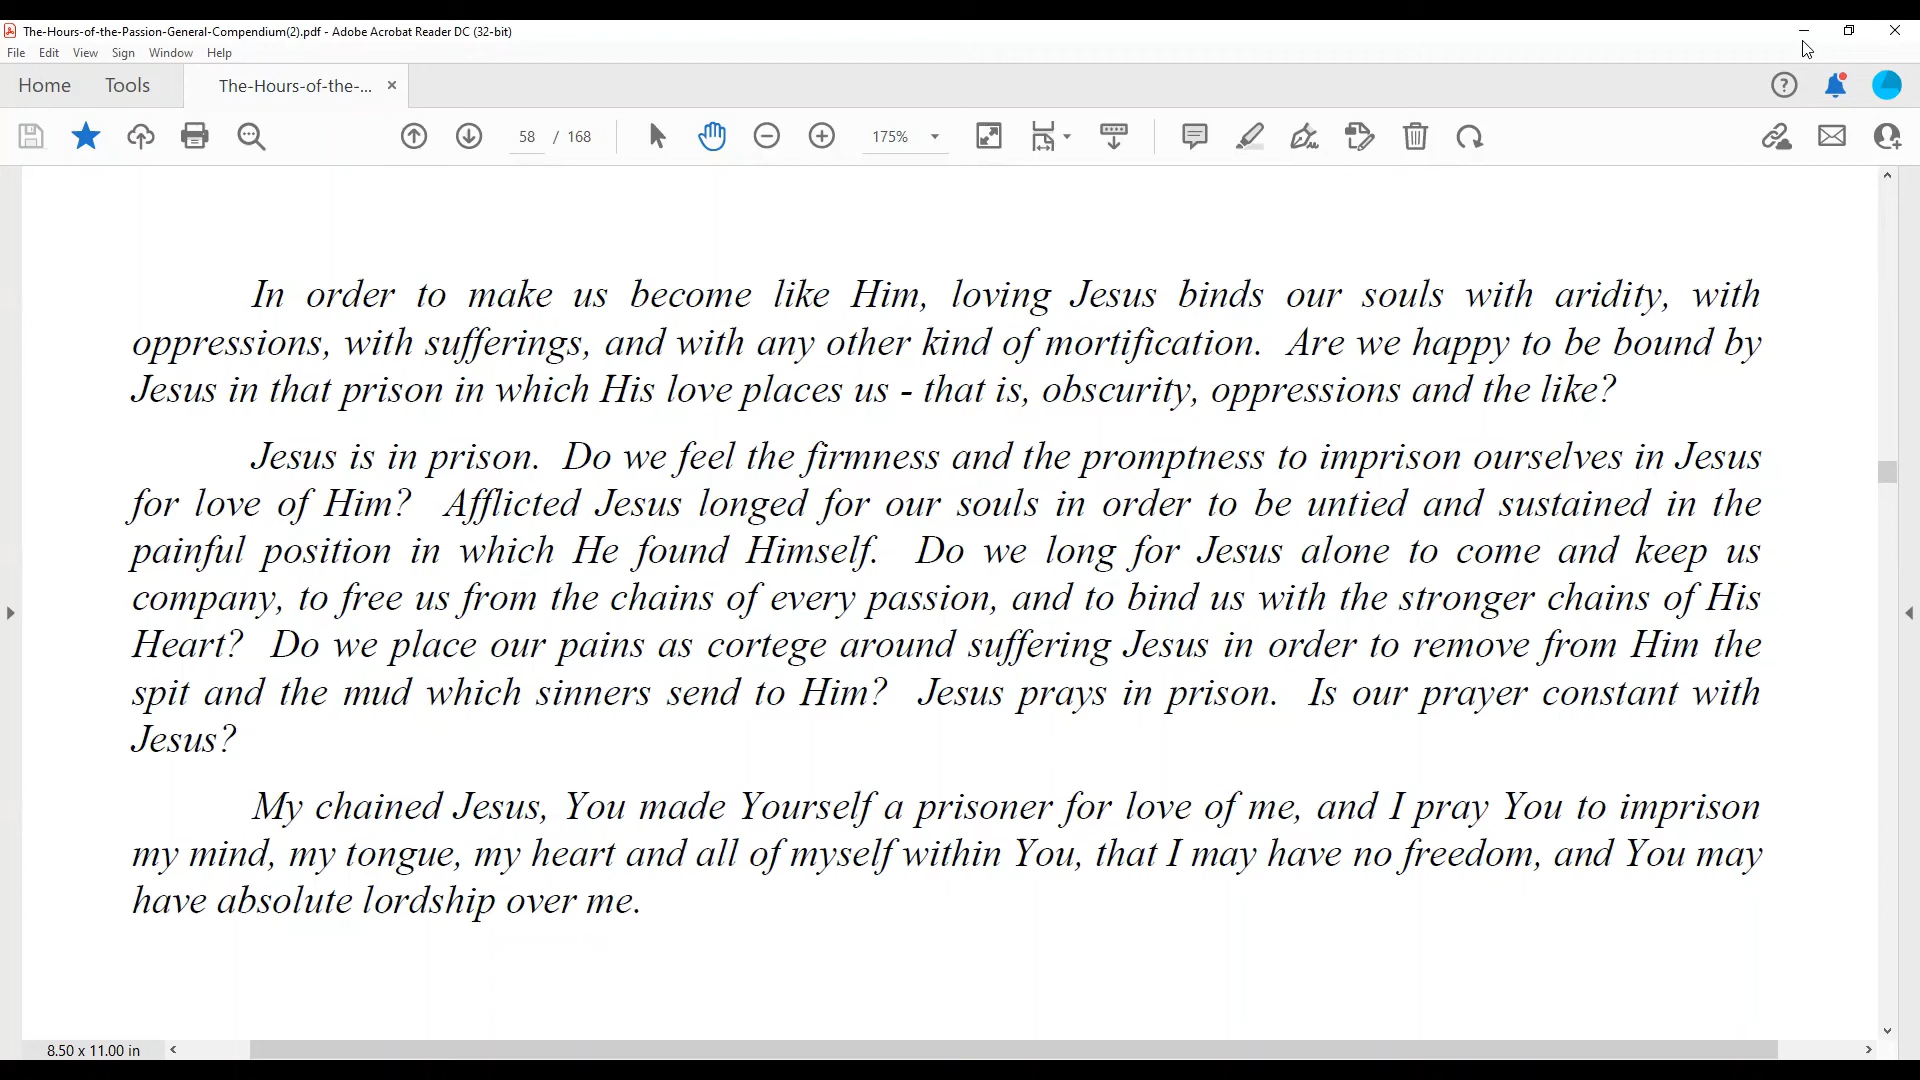 The-Hours-of-the-Passion-General-Compendium(2).pdf - Adobe Acrobat Reader DC (32-bit)
File Edit View Sign Window Help
Home Tools The-Hours-of-the-... ×
58 / 168 175%
In order to make us become like Him, loving Jesus binds our souls with aridity, with
oppressions, with sufferings, and with any other kind of mortification. Are we happy to be bound by
Jesus in that prison in which His love places us - that is, obscurity, oppressions and the like?
Jesus is in prison. Do we feel the firmness and the promptness to imprison ourselves in Jesus
for love of Him? Afflicted Jesus longed for our souls in order to be untied and sustained in the
painful position in which He found Himself. Do we long for Jesus alone to come and keep us
company, to free us from the chains of every passion, and to bind us with the stronger chains of His
Heart? Do we place our pains as cortege around suffering Jesus in order to remove from Him the
spit and the mud which sinners send to Him? Jesus prays in prison. Is our prayer constant with
Jesus?
My chained Jesus, You made Yourself a prisoner for love of me, and I pray You to imprison
my mind, my tongue, my heart and all of myself within You, that I may have no freedom, and You may
have absolute lordship over me.
8.50 x 11.00 in